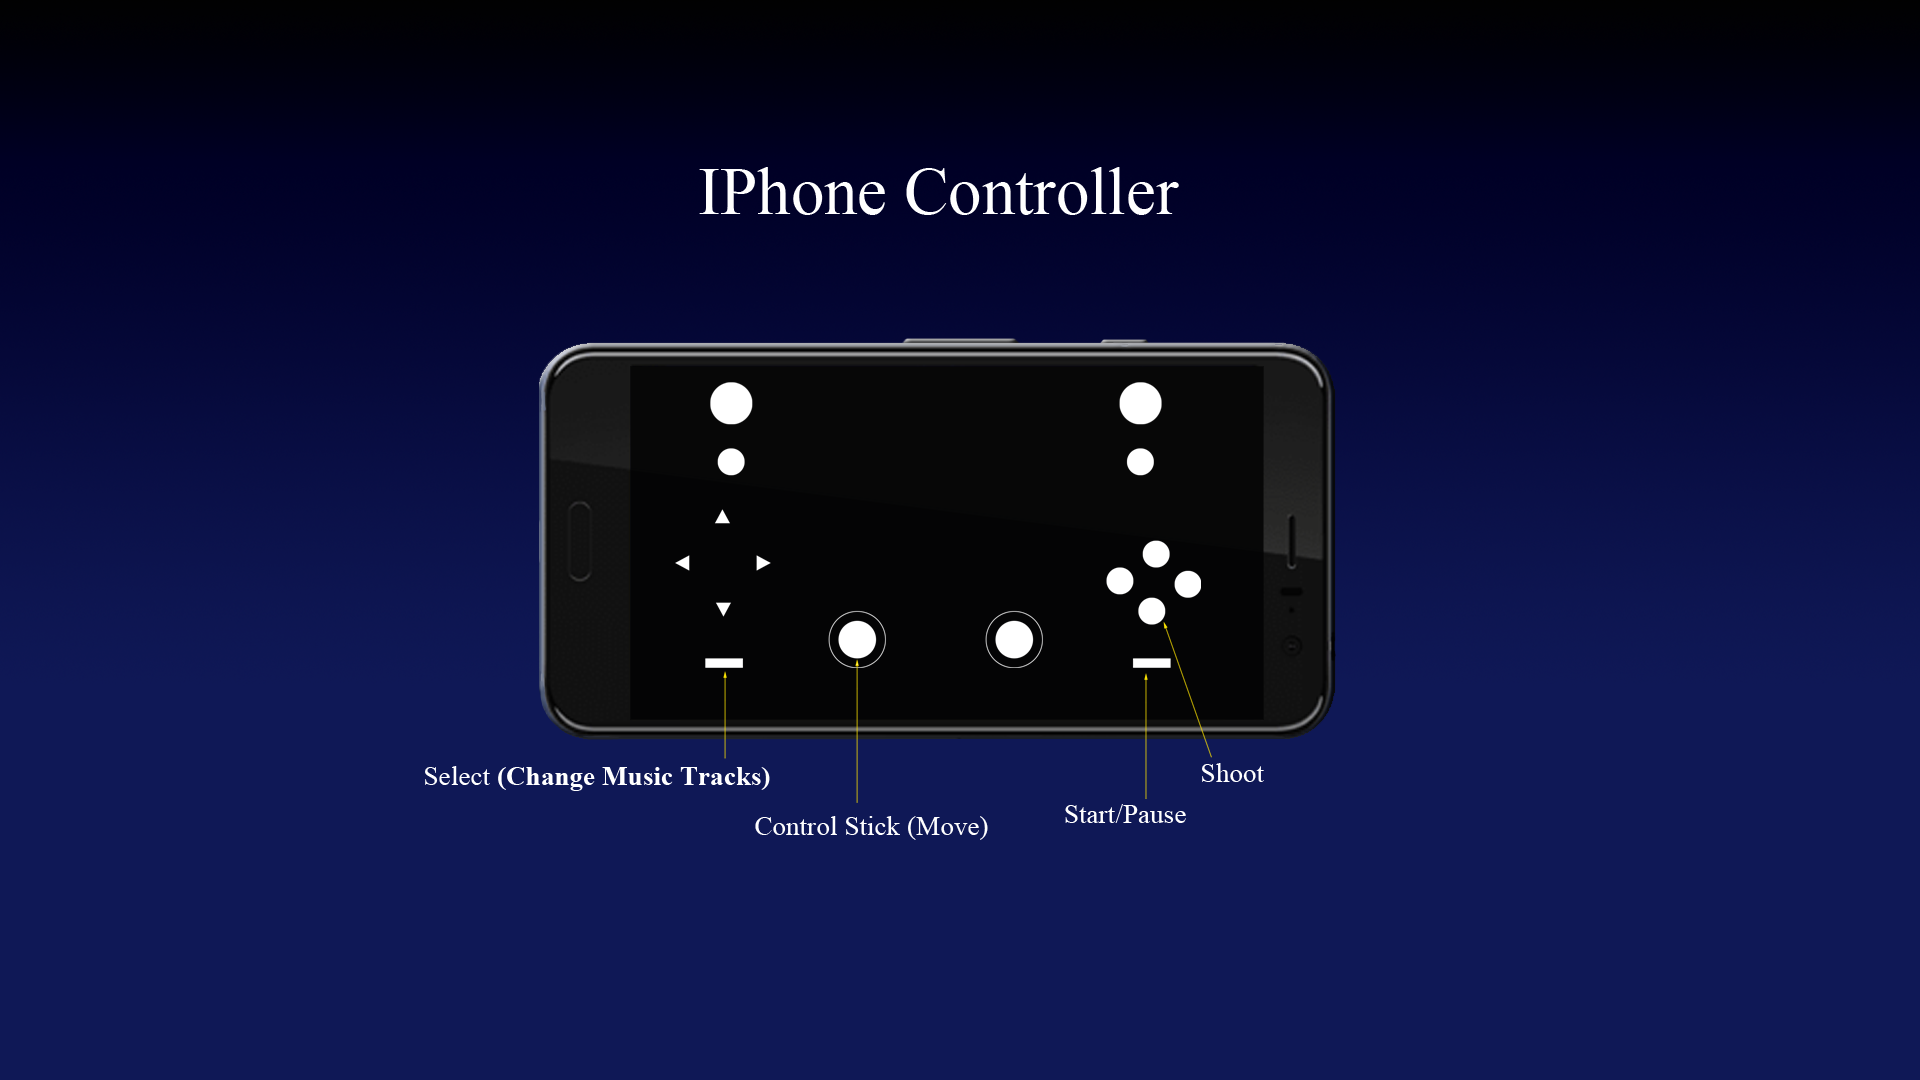 IPhone Controller
Select (Change Music Tracks)
Control Stick (Move)
Start/Pause
Shoot